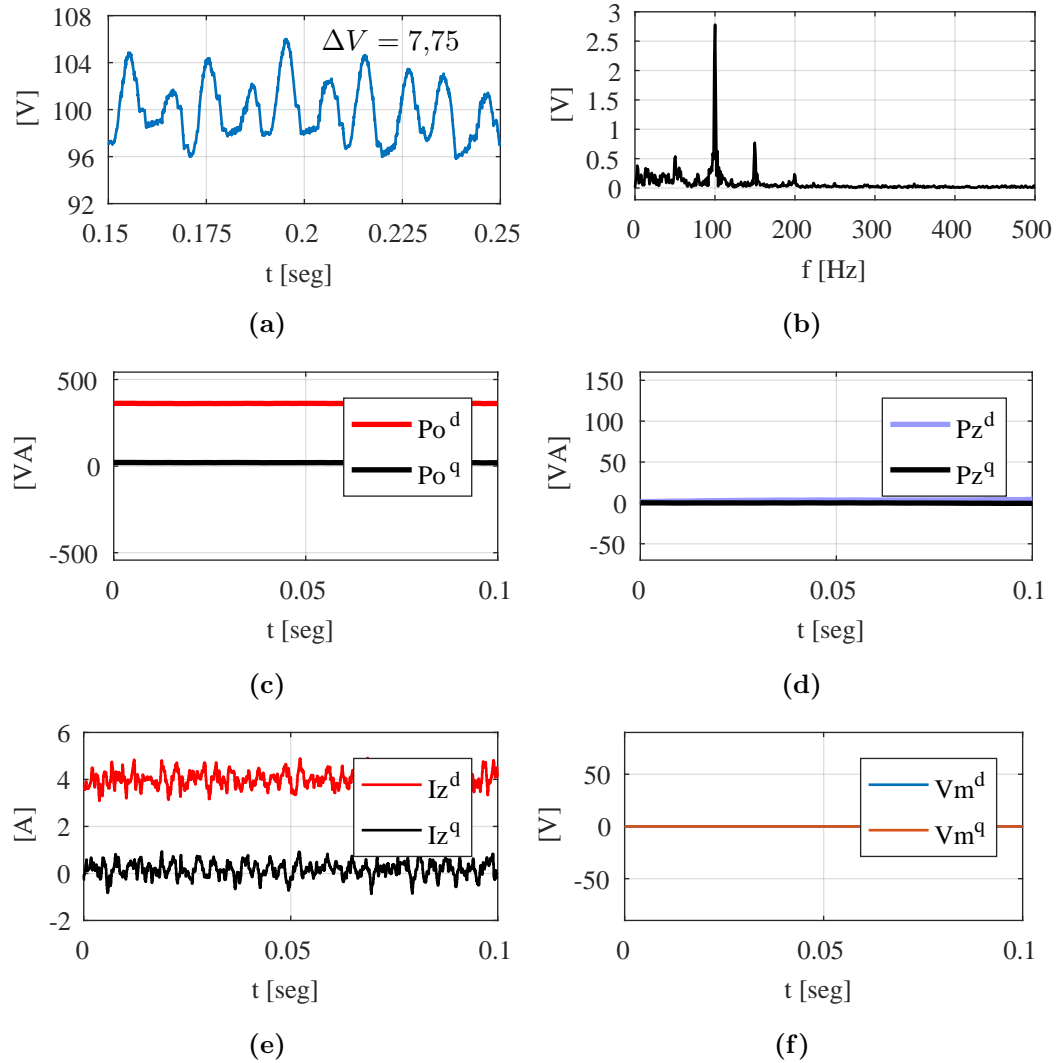 108
104
100
96
92
[V]
ΔV = 7,75
0.15 0.175 0.2 0.225 0.25
t [seg]
(a)
3
2.5
2
1.5
1
0.5
0
[V]
0 100 200 300 400 500
f [Hz]
(b)
500
0
-500
[VA]
Po^d
Po^q
0 0.05 0.1
t [seg]
(c)
150
100
50
0
-50
[VA]
Pz^d
Pz^q
0 0.05 0.1
t [seg]
(d)
6
4
2
0
-2
[A]
Iz^d
Iz^q
0 0.05 0.1
t [seg]
(e)
50
0
-50
[V]
Vm^d
Vm^q
0 0.05 0.1
t [seg]
(f)